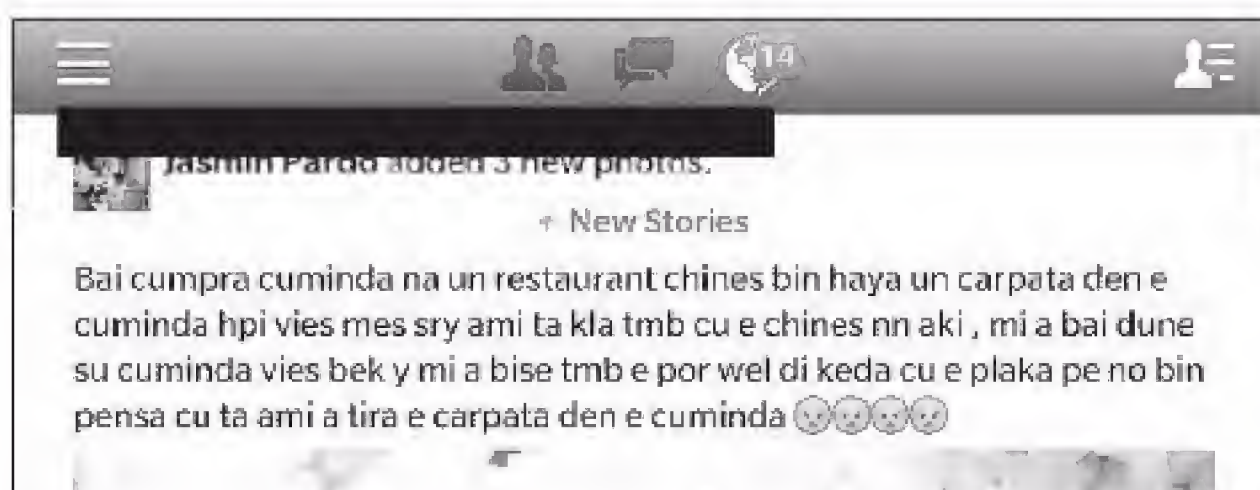 14
Jasmin Pardo added 3 new photos.
New Stories
Bai cumpra cuminda na un restaurant chines bin haya un carpata den e
cuminda hpi vies mes sry ami ta kla tmb cu e chines nn aki , mi a bai dune
su cuminda vies bek y mi a bise tmb e por wel di keda cu e plaka pe no bin
pensa cu ta ami a tira e carpata den e cuminda